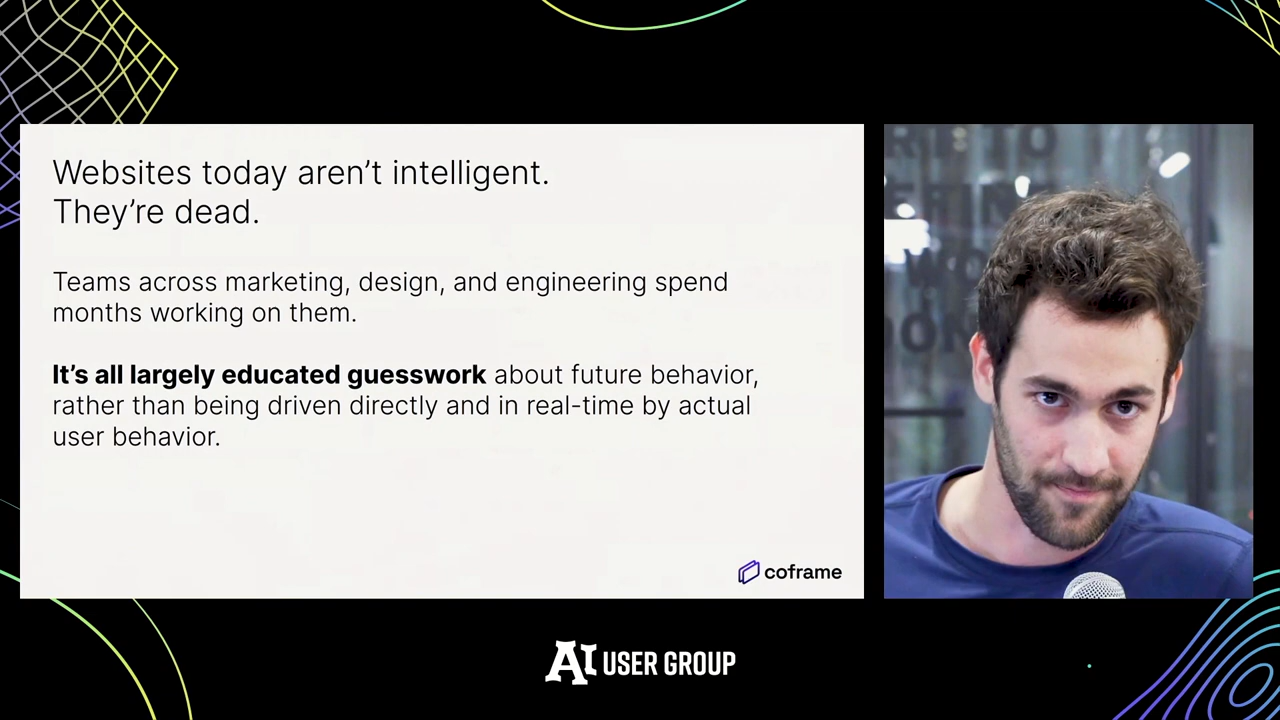 Websites today aren’t intelligent.
They’re dead.
Teams across marketing, design, and engineering spend
months working on them.
It’s all largely educated guesswork about future behavior,
rather than being driven directly and in real-time by actual
user behavior.
coframe
AI USER GROUP